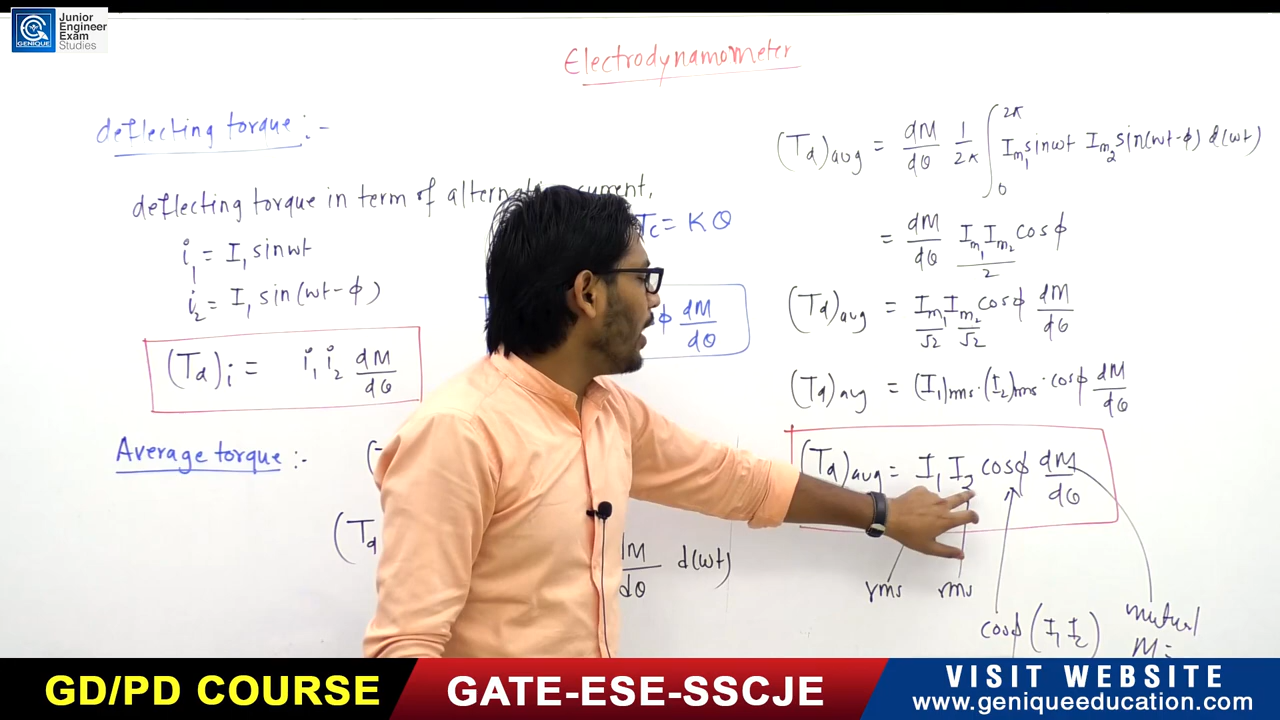 GENIQUE
Junior
Engineer
Exam
Studies
Electrodynamometer
deflecting torque :-
deflecting torque in term of current,
i₁ = I₁ sinωt
i₂ = I₁ sin(ωt-ϕ)
(Td)i = i₁ i₂ dM/dθ
Average torque :-
Tc = Kθ
ϕ dM/dθ
(Td
dM/dθ d(ωt)
(Td)avg = dM/dθ 1/2π ∫₀^2π Im₁ sinωt Im₂ sin(ωt-ϕ) d(ωt)
= dM/dθ Im₁Im₂/2 cosϕ
(Td)avg = Im₁/√2 Im₂/√2 cosϕ dM/dθ
(Td)avg = (I₁)rms · (I₂)rms · cosϕ dM/dθ
(Td)avg = I₁ I₂ cosϕ dM/dθ
rms rms
cosϕ (I₁ I₂)
mutual
M =
GD/PD COURSE
GATE-ESE-SSCJE
VISIT WEBSITE
www.geniqueeducation.com